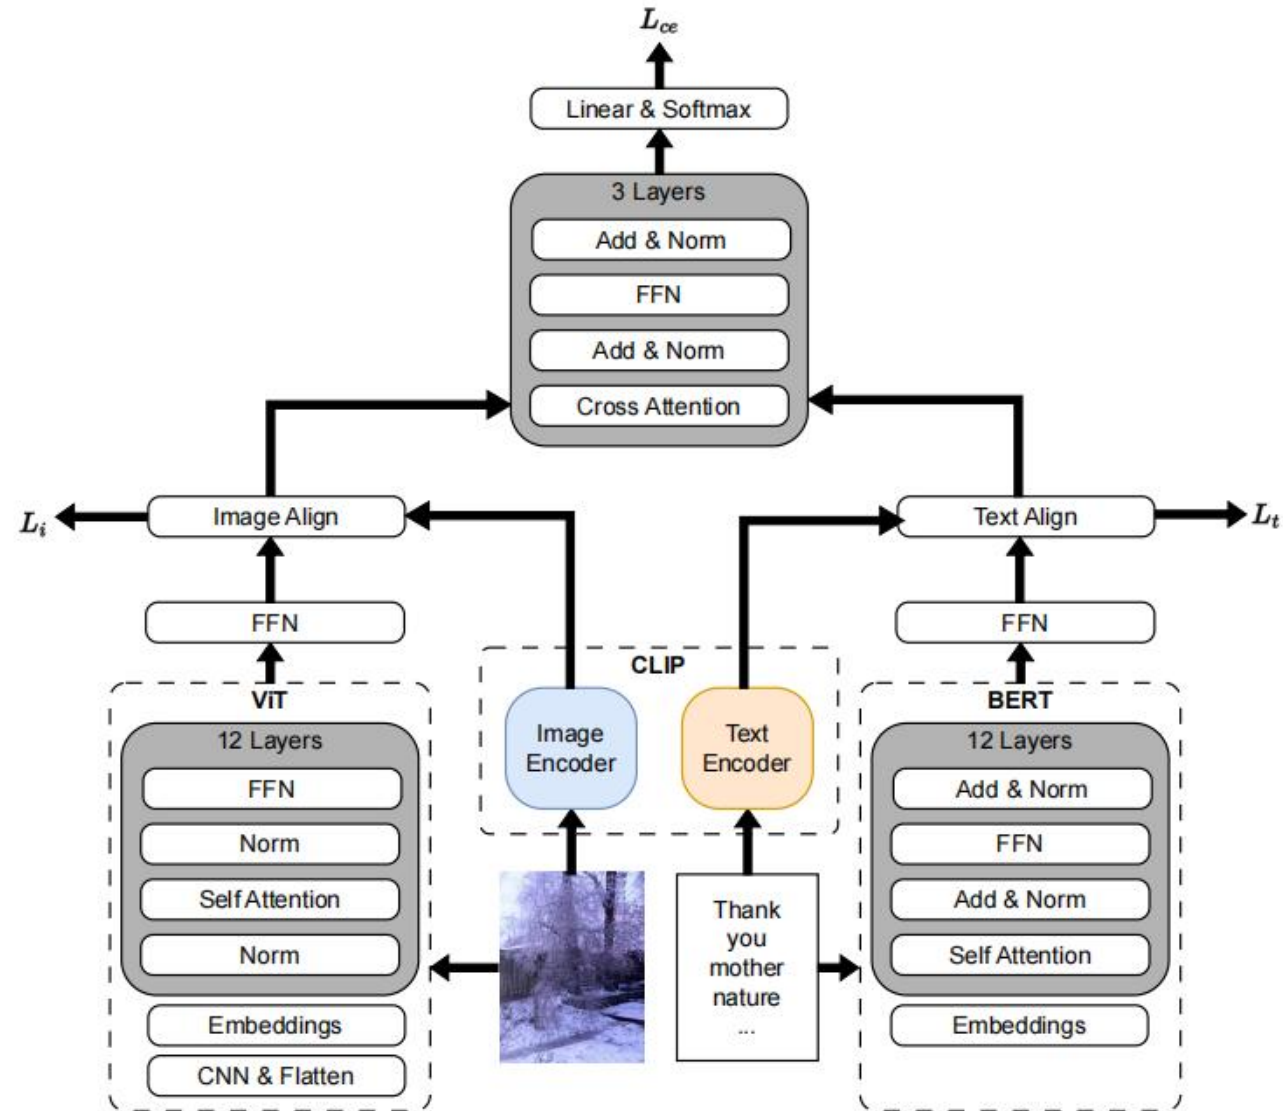 L_ce
Linear & Softmax
3 Layers
Add & Norm
FFN
Add & Norm
Cross Attention
L_i
Image Align
Text Align
L_t
FFN
FFN
CLIP
ViT
BERT
12 Layers
Image
Encoder
Text
Encoder
12 Layers
FFN
Add & Norm
Norm
FFN
Self Attention
Add & Norm
Norm
Self Attention
Thank
you
mother
nature
...
Embeddings
Embeddings
CNN & Flatten